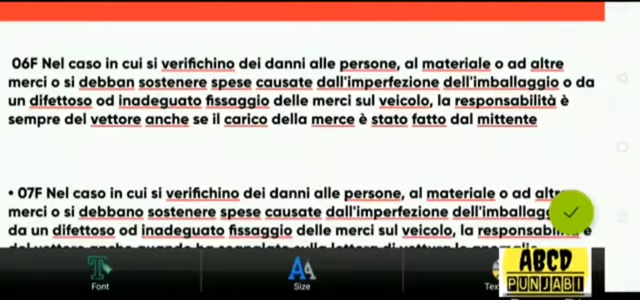 06F Nel caso in cui si verifichino dei danni alle persone, al materiale o ad altre
merci o si debban sostenere spese causate dall'imperfezione dell'imballaggio o da
un difettoso od inadeguato fissaggio delle merci sul veicolo, la responsabilità è
sempre del vettore anche se il carico della merce è stato fatto dal mittente
• 07F Nel caso in cui si verifichino dei danni alle persone, al materiale o ad altre
merci o si debbano sostenere spese causate dall'imperfezione
da un difettoso od inadeguato fissaggio delle merci sul veicolo, la
Font
Size
ABCD
PUNJABI